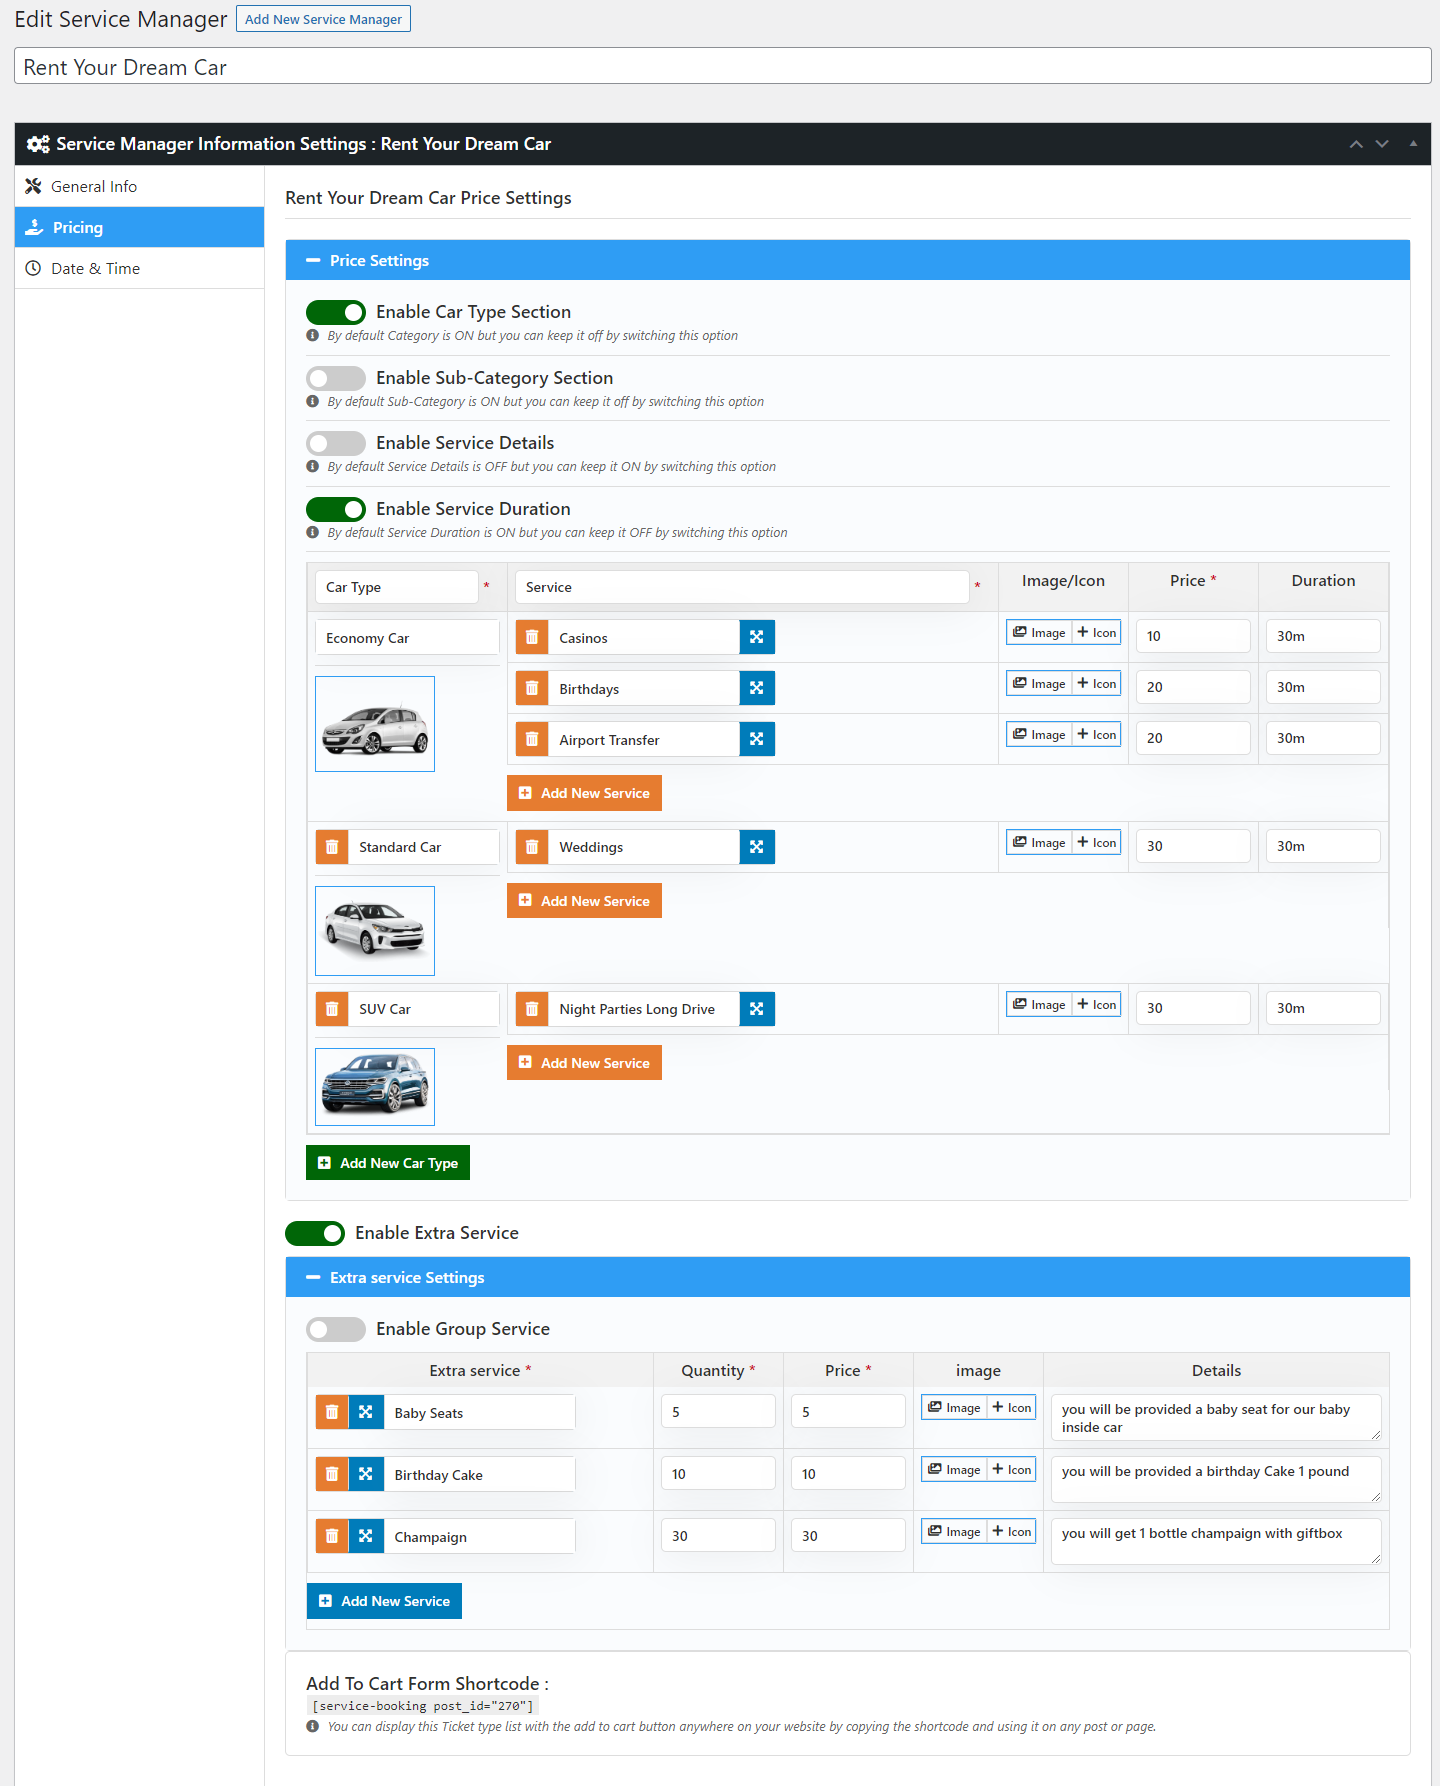 Edit Service Manager Add New Service Manager
Rent Your Dream Car
Service Manager Information Settings : Rent Your Dream Car
General Info
Pricing
Date & Time
Rent Your Dream Car Price Settings
Price Settings
Enable Car Type Section
By default Category is ON but you can keep it off by switching this option
Enable Sub-Category Section
By default Sub-Category is ON but you can keep it off by switching this option
Enable Service Details
By default Service Details is OFF but you can keep it ON by switching this option
Enable Service Duration
By default Service Duration is ON but you can keep it OFF by switching this option
Car Type * Service * Image/Icon Price * Duration
Economy Car Casinos Image Icon 10 30m
Birthdays Image Icon 20 30m
Airport Transfer Image Icon 20 30m
Add New Service
Standard Car Weddings Image Icon 30 30m
Add New Service
SUV Car Night Parties Long Drive Image Icon 30 30m
Add New Service
Add New Car Type
Enable Extra Service
Extra service Settings
Enable Group Service
Extra service * Quantity * Price * image Details
Baby Seats 5 5 Image Icon you will be provided a baby seat for our baby
inside car
Birthday Cake 10 10 Image Icon you will be provided a birthday Cake 1 pound
Champaign 30 30 Image Icon you will get 1 bottle champaign with giftbox
Add New Service
Add To Cart Form Shortcode :
[service-booking post_id="270"]
You can display this Ticket type list with the add to cart button anywhere on your website by copying the shortcode and using it on any post or page.